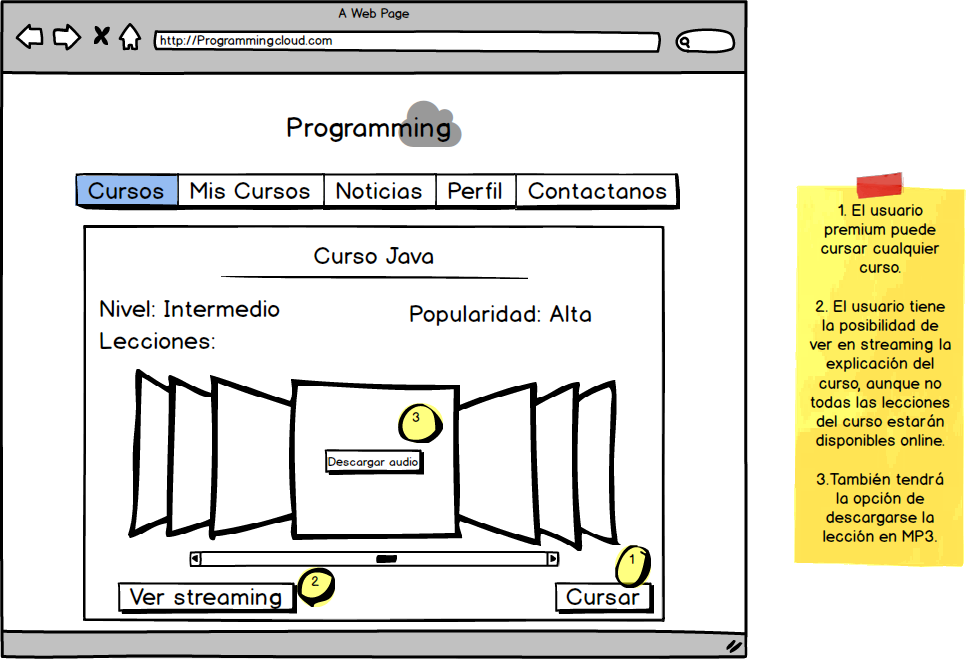 A Web Page
http://Programmingcloud.com
Programming
Cursos Mis Cursos Noticias Perfil Contactanos
Curso Java
Nivel: Intermedio
Popularidad: Alta
Lecciones:
3
Descargar audio
2
1
Ver streaming
Cursar
1. El usuario
premium puede
cursar cualquier
curso.
2. El usuario tiene
la posibilidad de
ver en streaming la
explicación del
curso, aunque no
todas las lecciones
del curso estarán
disponibles online.
3.También tendrá
la opción de
descargarse la
lección en MP3.